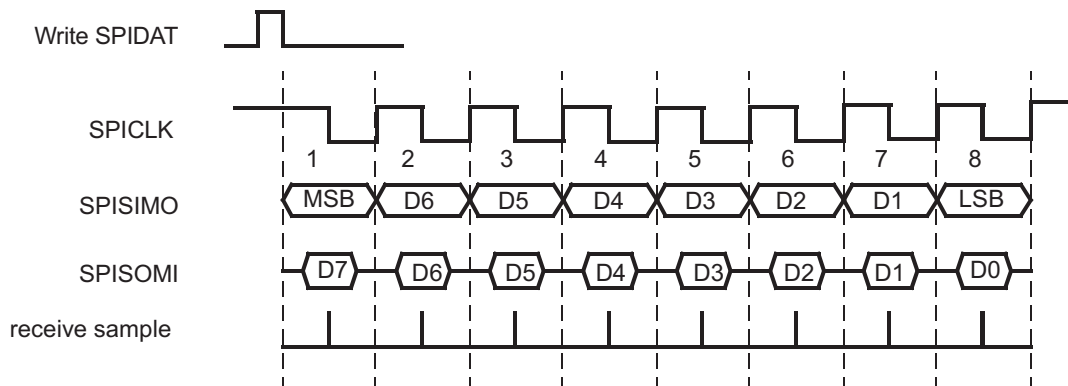 Write SPIDAT
SPICLK
1 2 3 4 5 6 7 8
SPISIMO MSB D6 D5 D4 D3 D2 D1 LSB
SPISOMI D7 D6 D5 D4 D3 D2 D1 D0
receive sample